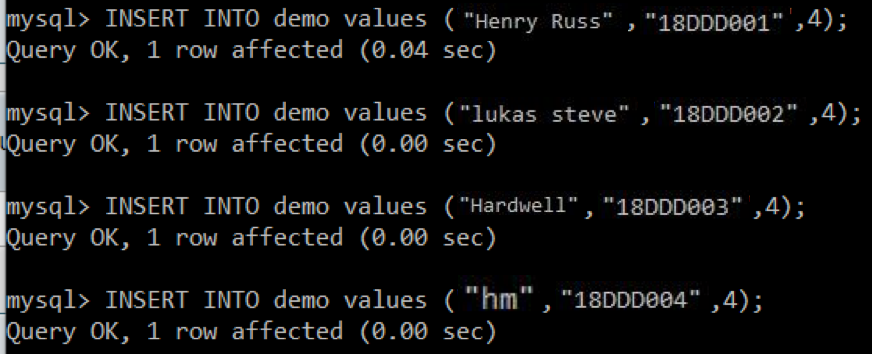 mysql> INSERT INTO demo values ( "Henry Russ" ,"18DDD001" ',4);
Query OK, 1 row affected (0.04 sec)
mysql> INSERT INTO demo values ("lukas steve" ,"18DDD002" ,4);
Query OK, 1 row affected (0.00 sec)
mysql> INSERT INTO demo values ("Hardwell" ,"18DDD003" ,4);
Query OK, 1 row affected (0.00 sec)
mysql> INSERT INTO demo values ( "hm" ,"18DDD004" ,4);
Query OK, 1 row affected (0.00 sec)